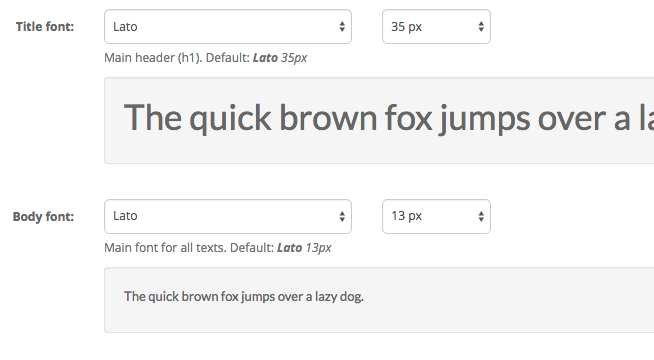 Title font: Lato 35 px
Main header (h1). Default: Lato 35px
The quick brown fox jumps over a
Body font: Lato 13 px
Main font for all texts. Default: Lato 13px
The quick brown fox jumps over a lazy dog.